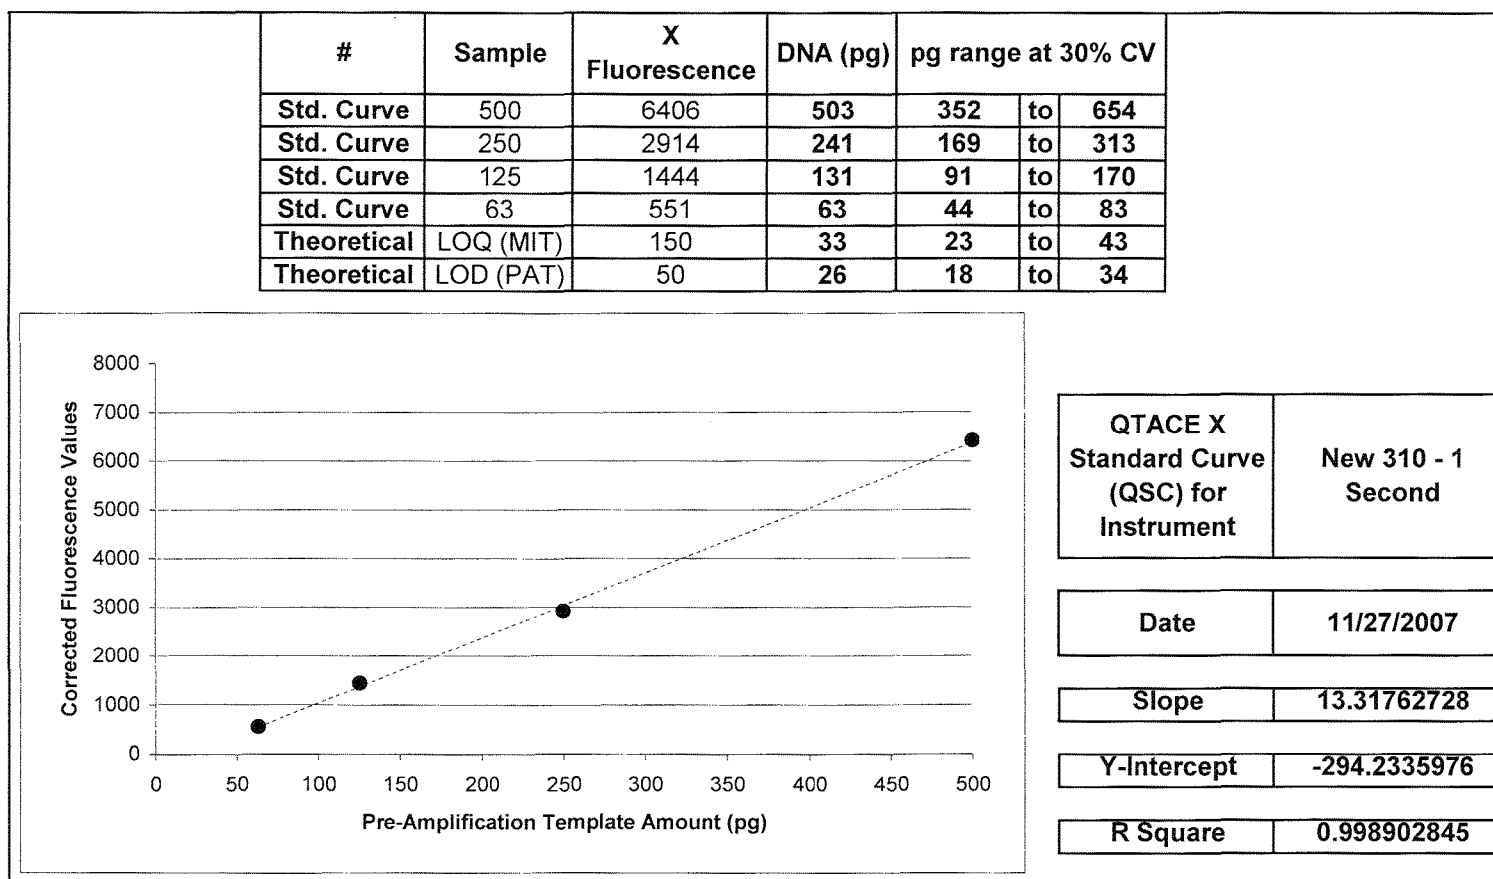 # Sample X Fluorescence DNA (pg) pg range at 30% CV
Std. Curve 500 6406 503 352 to 654
Std. Curve 250 2914 241 169 to 313
Std. Curve 125 1444 131 91 to 170
Std. Curve 63 551 63 44 to 83
Theoretical LOQ (MIT) 150 33 23 to 43
Theoretical LOD (PAT) 50 26 18 to 34
Corrected Fluorescence Values
8000
7000
6000
5000
4000
3000
2000
1000
0
0 50 100 150 200 250 300 350 400 450 500
Pre-Amplification Template Amount (pg)
QTACE X
Standard Curve
(QSC) for
Instrument
New 310 - 1
Second
Date 11/27/2007
Slope 13.31762728
Y-Intercept -294.2335976
R Square 0.998902845